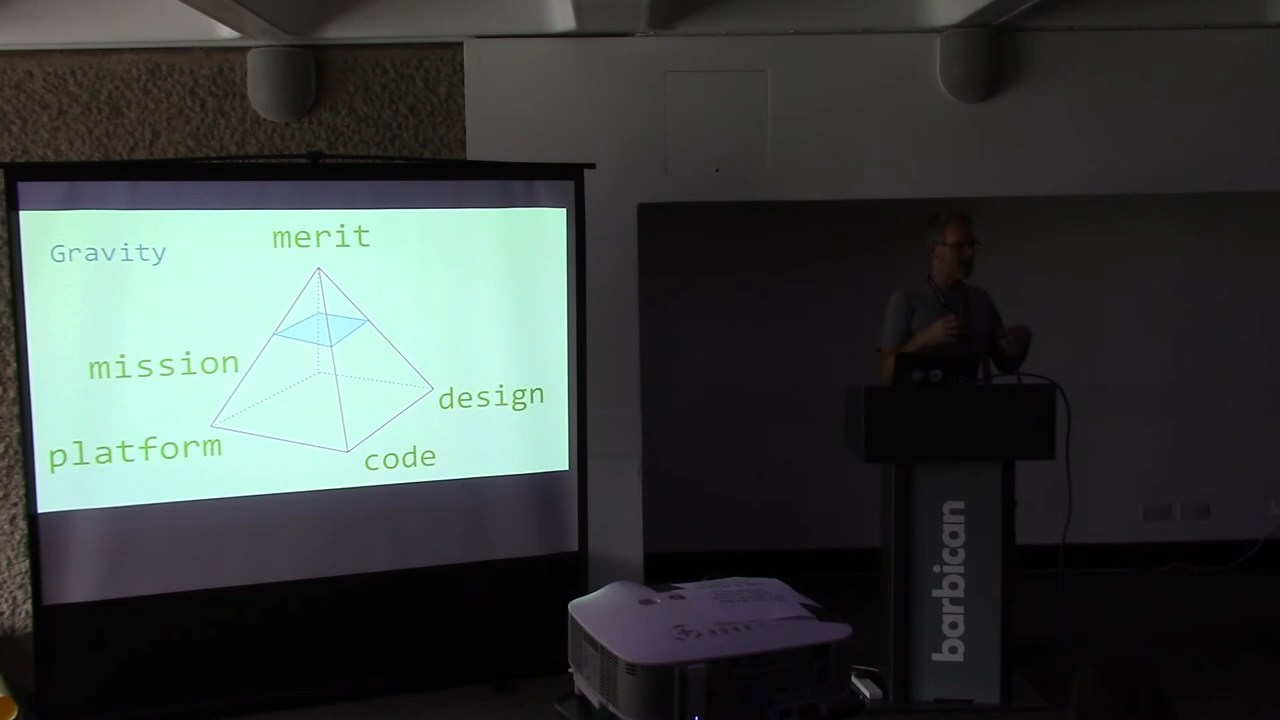 Gravity
merit
mission
design
platform
code
barbican